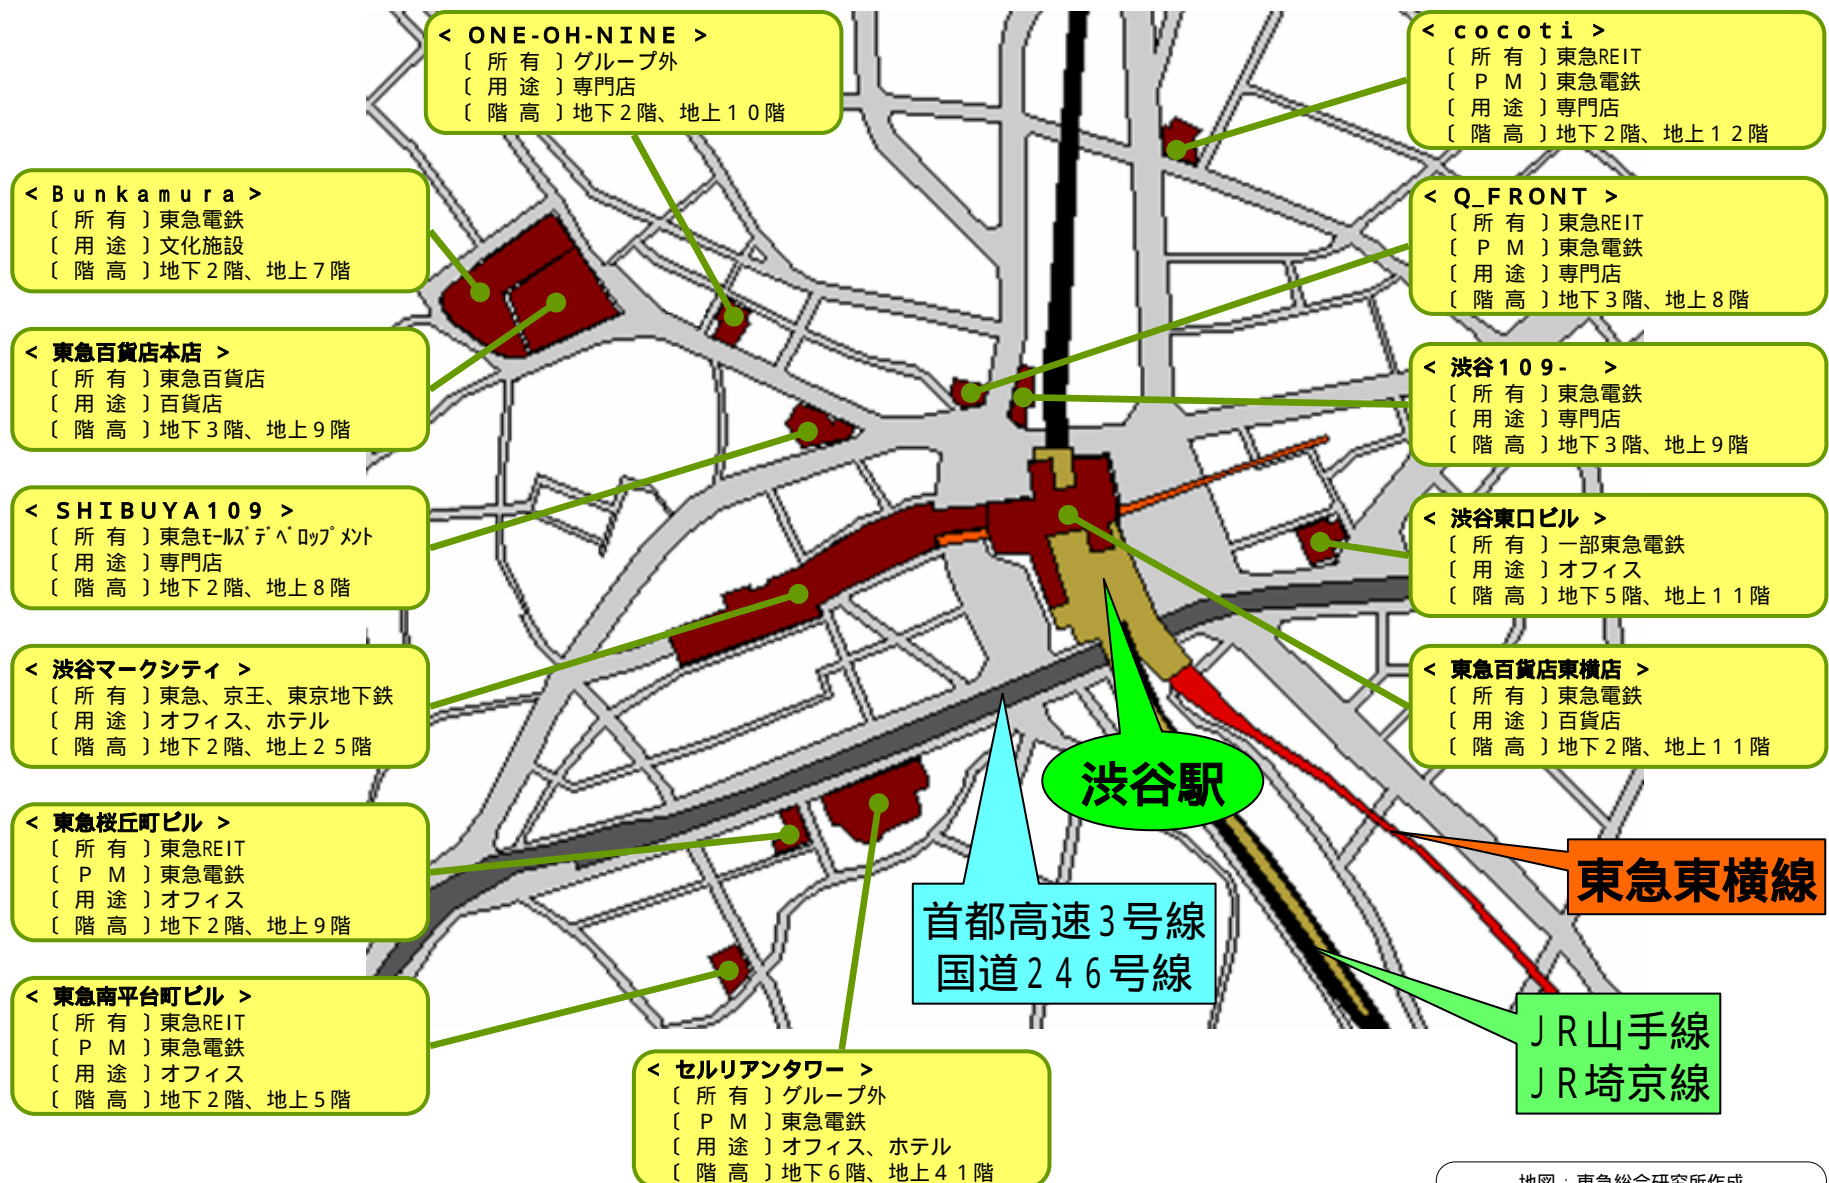 < ONE-OH-NINE >
〔 所 有 〕グループ外
〔 用 途 〕専門店
〔 階 高 〕地下2階、地上10階
< cocoti >
〔 所 有 〕東急REIT
〔 P M 〕東急電鉄
〔 用 途 〕専門店
〔 階 高 〕地下2階、地上12階
< Bunkamura >
〔 所 有 〕東急電鉄
〔 用 途 〕文化施設
〔 階 高 〕地下2階、地上7階
< Q_FRONT >
〔 所 有 〕東急REIT
〔 P M 〕東急電鉄
〔 用 途 〕専門店
〔 階 高 〕地下3階、地上8階
< 東急百貨店本店 >
〔 所 有 〕東急百貨店
〔 用 途 〕百貨店
〔 階 高 〕地下3階、地上9階
< 渋谷109- >
〔 所 有 〕東急電鉄
〔 用 途 〕専門店
〔 階 高 〕地下3階、地上9階
< SHIBUYA109 >
〔 所 有 〕東急ﾓｰﾙｽﾞﾃﾞﾍﾞﾛｯﾌﾟﾒﾝﾄ
〔 用 途 〕専門店
〔 階 高 〕地下2階、地上8階
< 渋谷東口ビル >
〔 所 有 〕一部東急電鉄
〔 用 途 〕オフィス
〔 階 高 〕地下5階、地上11階
< 渋谷マークシティ >
〔 所 有 〕東急、京王、東京地下鉄
〔 用 途 〕オフィス、ホテル
〔 階 高 〕地下2階、地上25階
< 東急百貨店東横店 >
〔 所 有 〕東急電鉄
〔 用 途 〕百貨店
〔 階 高 〕地下2階、地上11階
渋谷駅
< 東急桜丘町ビル >
〔 所 有 〕東急REIT
〔 P M 〕東急電鉄
〔 用 途 〕オフィス
〔 階 高 〕地下2階、地上9階
東急東横線
首都高速3号線
国道246号線
< 東急南平台町ビル >
〔 所 有 〕東急REIT
〔 P M 〕東急電鉄
〔 用 途 〕オフィス
〔 階 高 〕地下2階、地上5階
JR山手線
JR埼京線
< セルリアンタワー >
〔 所 有 〕グループ外
〔 P M 〕東急電鉄
〔 用 途 〕オフィス、ホテル
〔 階 高 〕地下6階、地上41階
地図：東急総合研究所作成